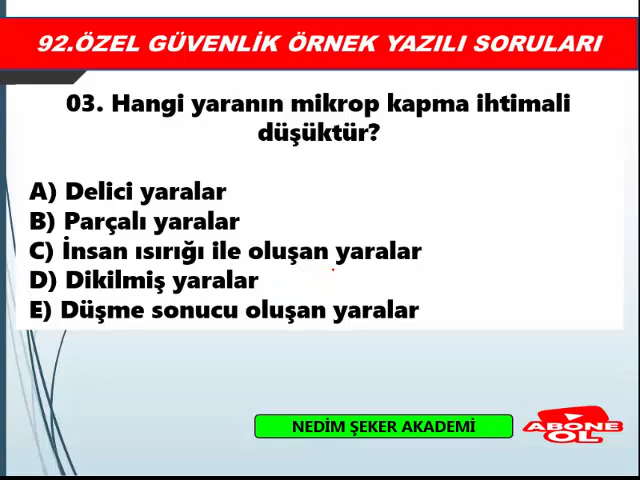 92.ÖZEL GÜVENLİK ÖRNEK YAZILI SORULARI
03. Hangi yaranın mikrop kapma ihtimali
düşüktür?
A) Delici yaralar
B) Parçalı yaralar
C) İnsan ısırığı ile oluşan yaralar
D) Dikilmiş yaralar
E) Düşme sonucu oluşan yaralar
NEDİM ŞEKER AKADEMİ
ABONE
OL